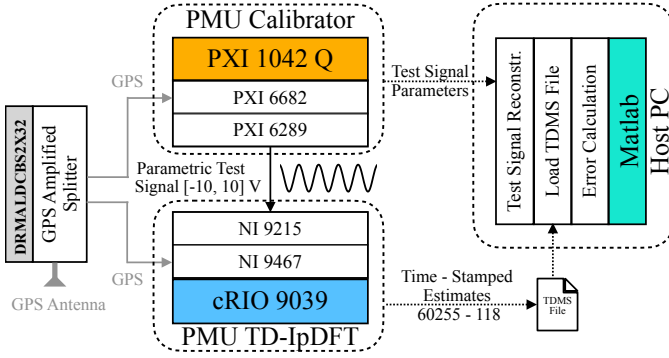 PMU Calibrator
PXI 1042 Q
PXI 6682
PXI 6289
GPS
DRMALDCBS2X32
GPS Amplified
Splitter
GPS Antenna
GPS
Parametric Test
Signal [-10, 10] V
NI 9215
NI 9467
cRIO 9039
PMU TD-IpDFT
Test Signal
Parameters
Test Signal Reconstr.
Load TDMS File
Error Calculation
Matlab
Host PC
Time - Stamped
Estimates
60255 - 118
TDMS
File